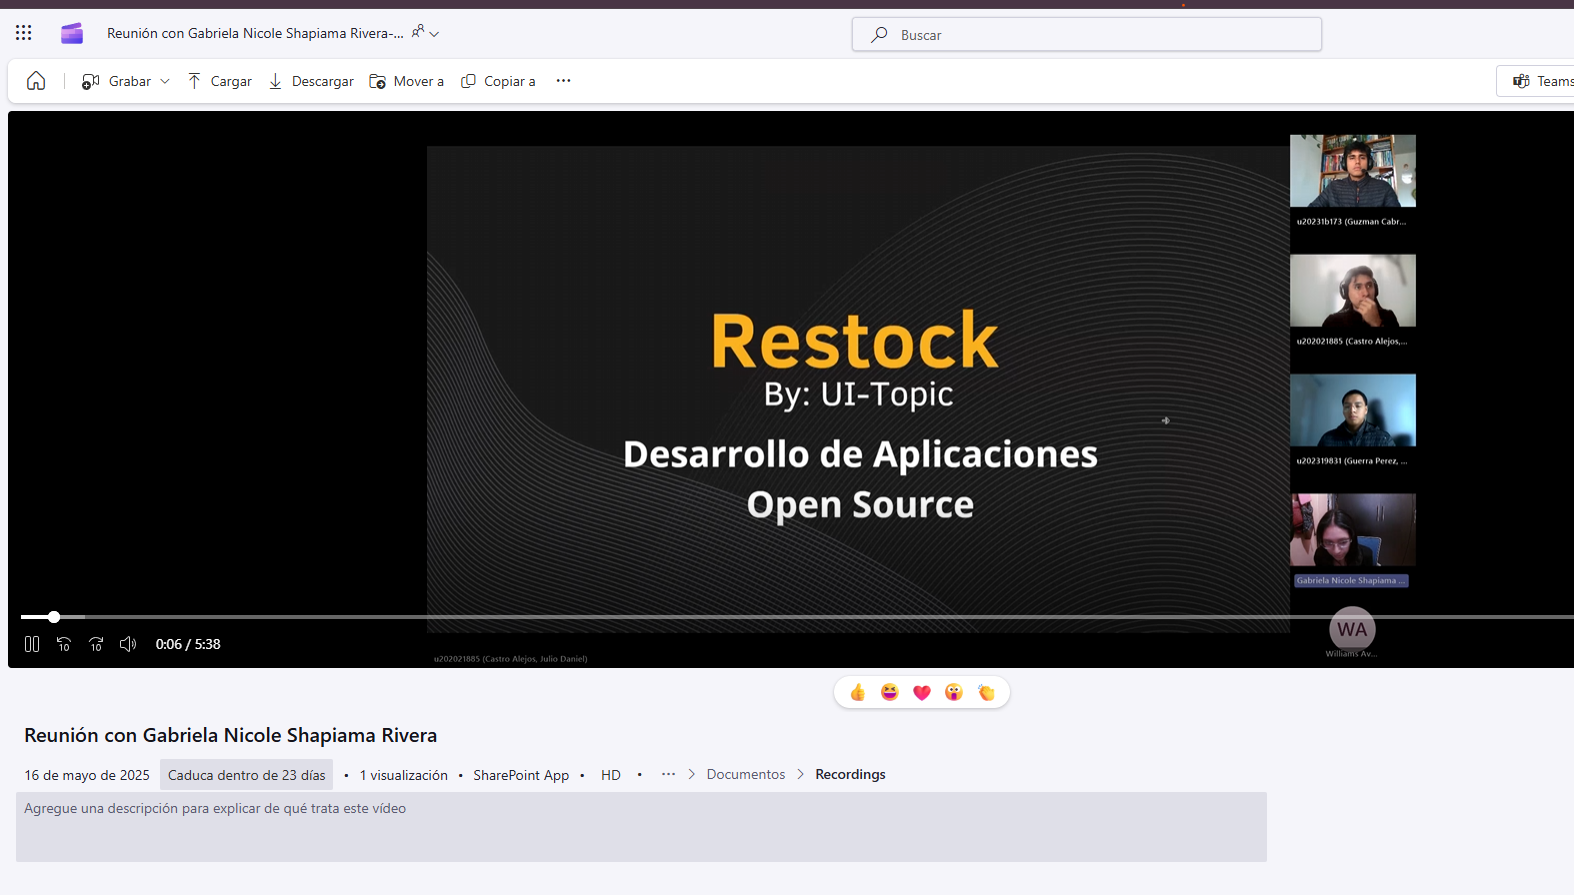 Reunión con Gabriela Nicole Shapiama Rivera-...
Buscar
Grabar
Cargar
Descargar
Mover a
Copiar a
Teams
Restock
By: UI-Topic
Desarrollo de Aplicaciones
Open Source
u20231b173 (Guzman Cabr...
u202021885 (Castro Alejos,...
u202319831 (Guerra Perez, ...
Gabriela Nicole Shapiama ...
WA
Williams Av...
10
10
0:06 / 5:38
u202021885 (Castro Alejos, Julio Daniel)
Reunión con Gabriela Nicole Shapiama Rivera
16 de mayo de 2025 Caduca dentro de 23 días • 1 visualización • SharePoint App • HD • ... > Documentos > Recordings
Agregue una descripción para explicar de qué trata este vídeo